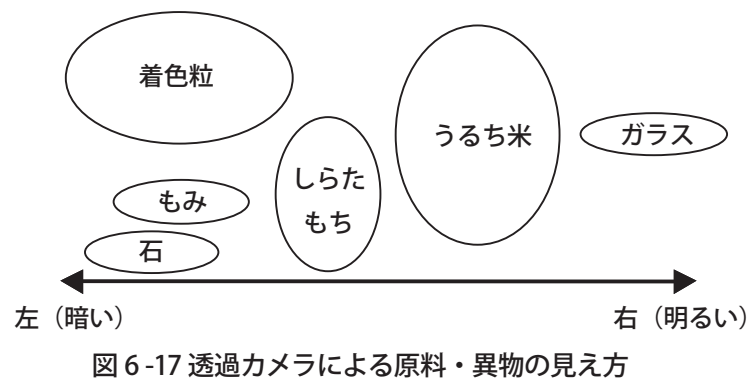 着色粒
うるち米
ガラス
しらた
もち
もみ
石
左（暗い）
右（明るい）
図 6 -17 透過カメラによる原料・異物の見え方